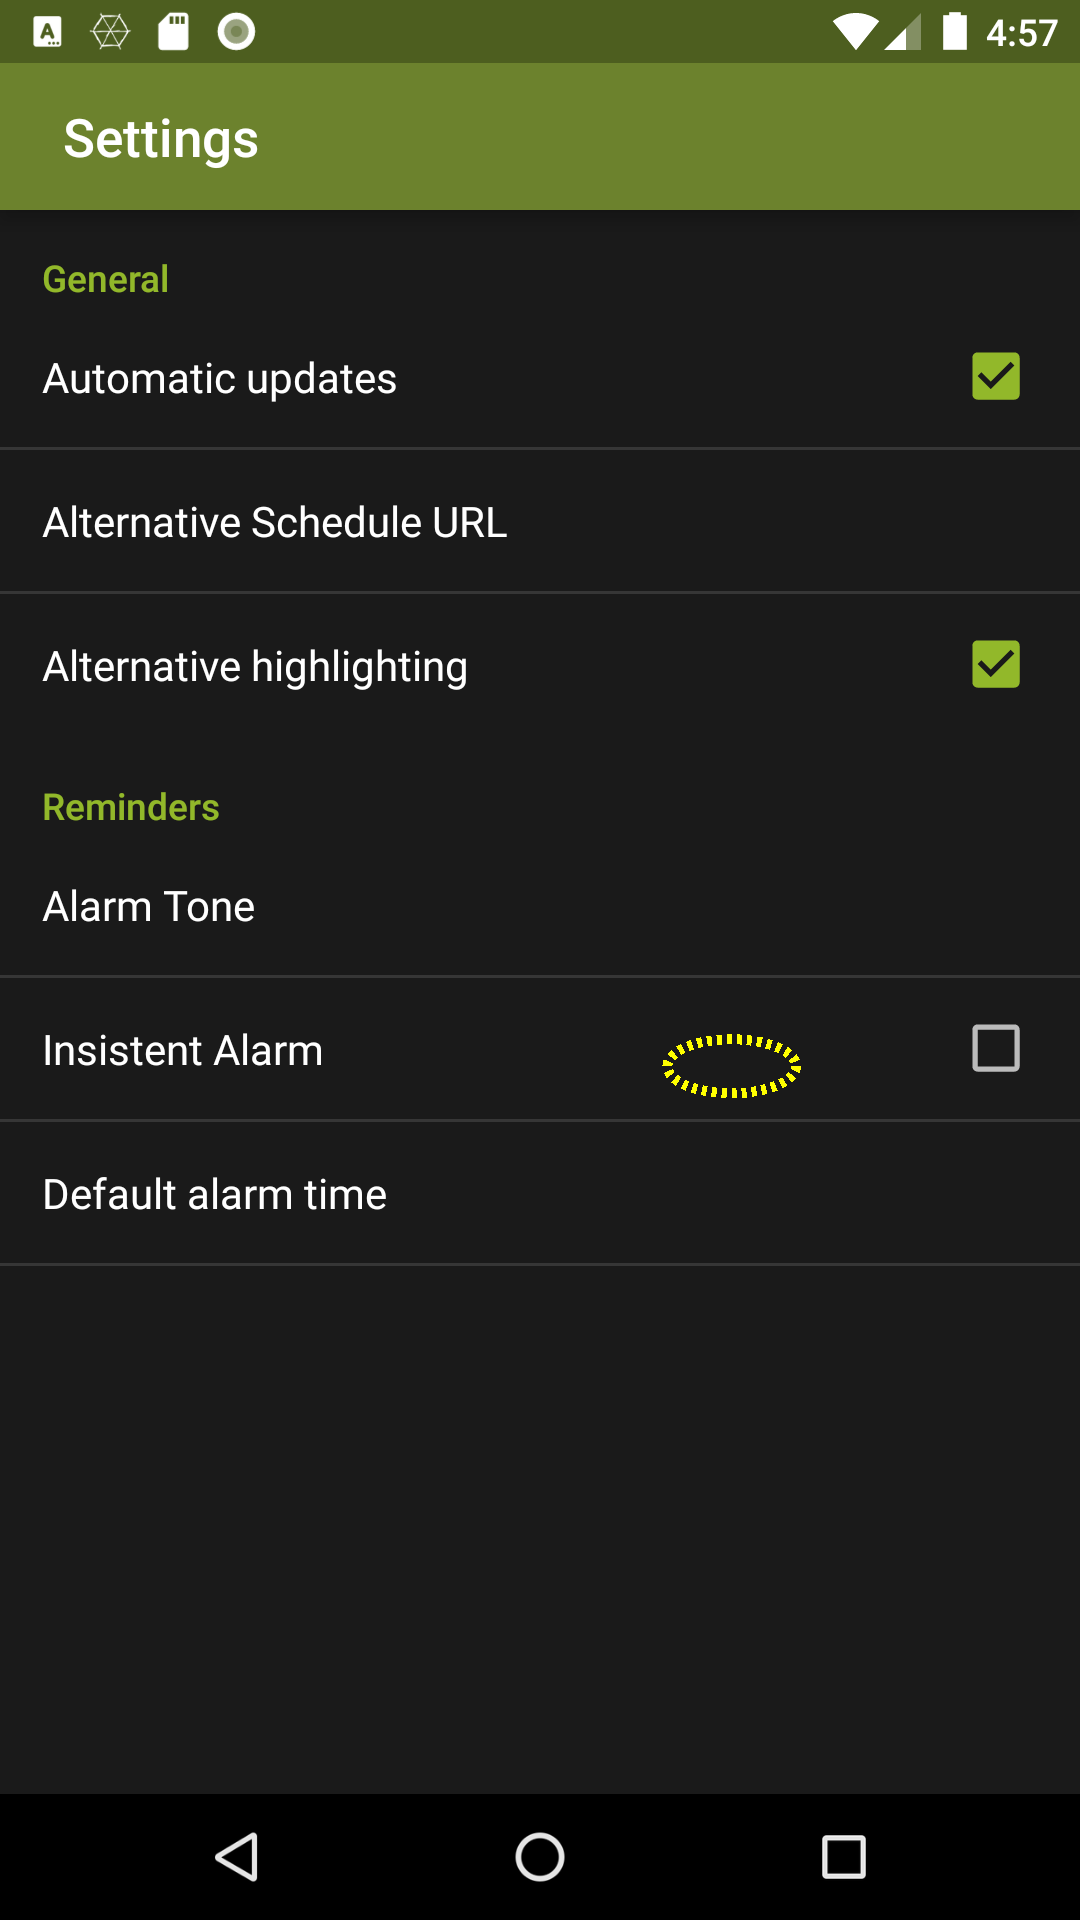 4:57
Settings
General
Automatic updates
Alternative Schedule URL
Alternative highlighting
Reminders
Alarm Tone
Insistent Alarm
Default alarm time